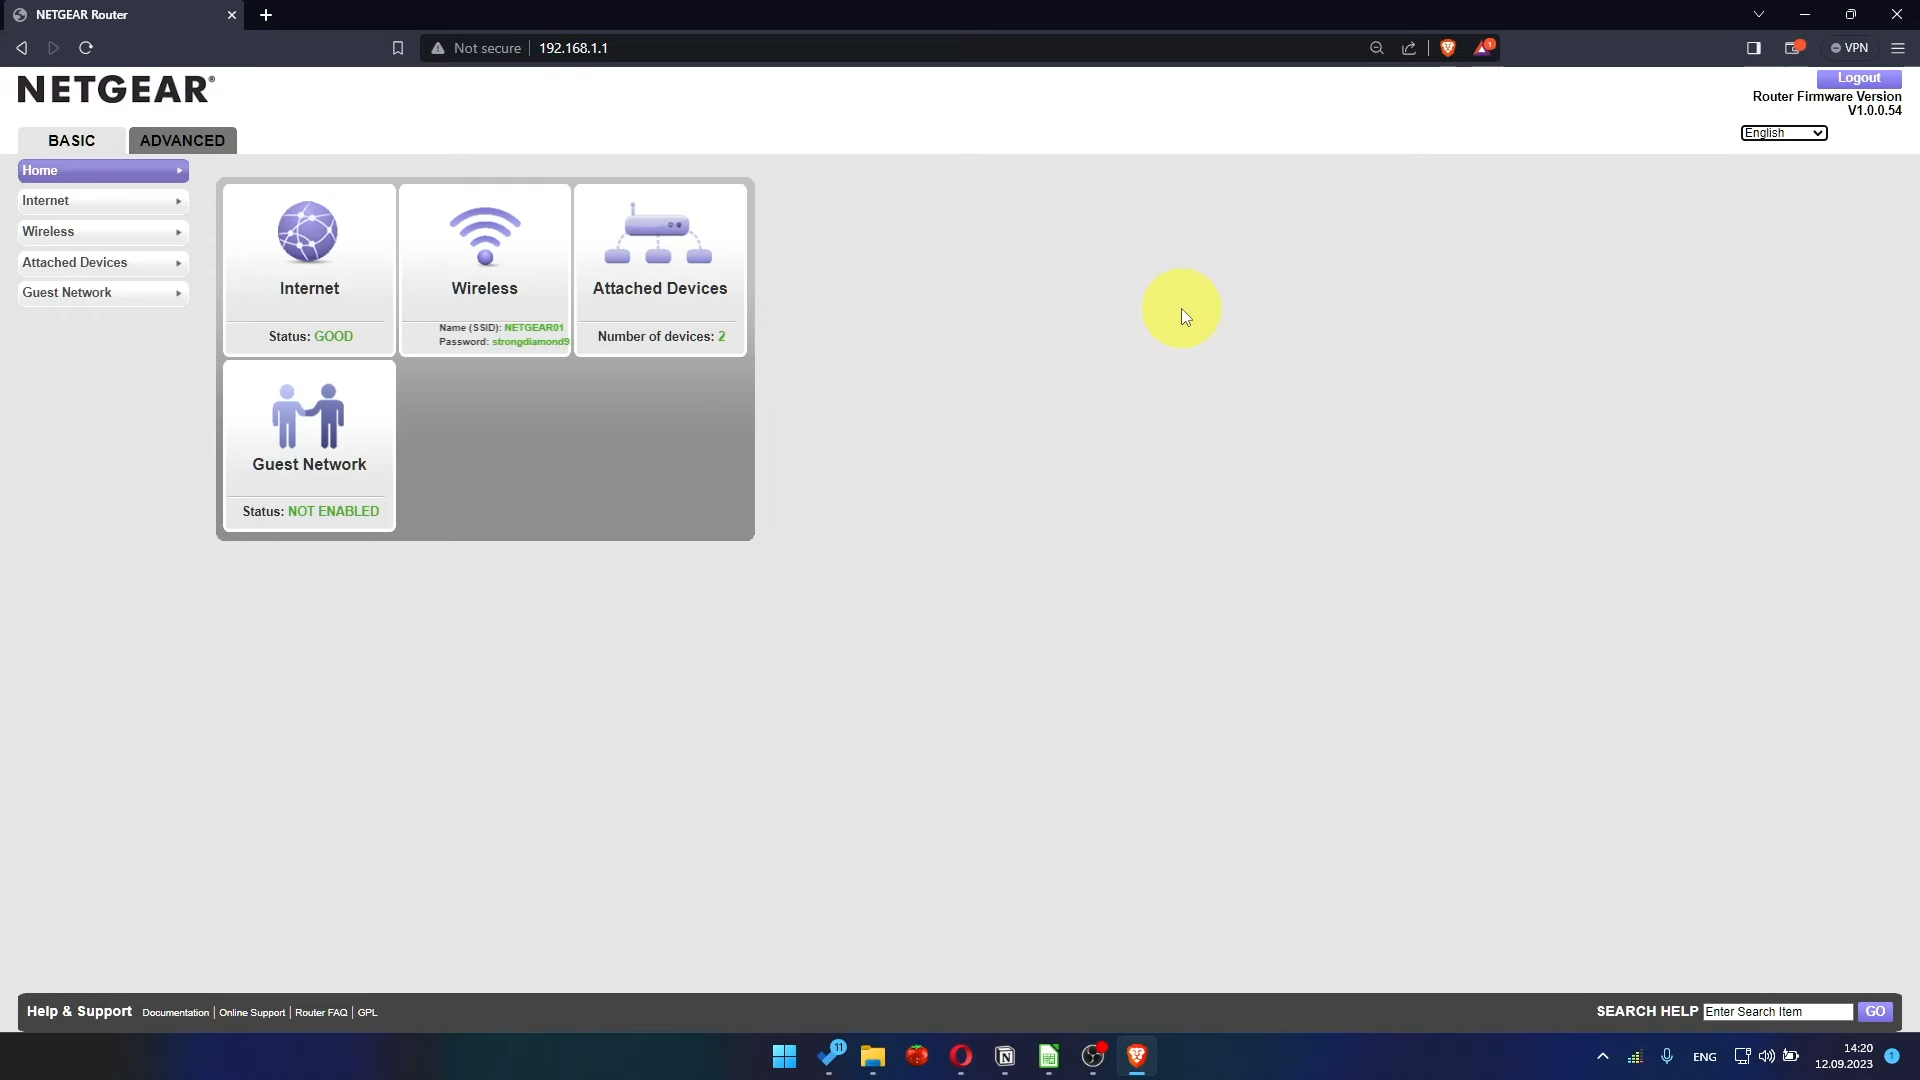 NETGEAR Router
Not secure
192.168.1.1
1
VPN
NETGEAR®
Logout
Router Firmware Version
V1.0.0.54
English
BASIC
ADVANCED
Home
Internet
Wireless
Attached Devices
Guest Network
Internet
Status: GOOD
Wireless
Name (SSID): NETGEAR01
Password: strongdiamond9
Attached Devices
Number of devices: 2
Guest Network
Status: NOT ENABLED
Help & Support
Documentation | Online Support | Router FAQ | GPL
SEARCH HELP
Enter Search Item
GO
11
ENG
14:20
12.09.2023
1